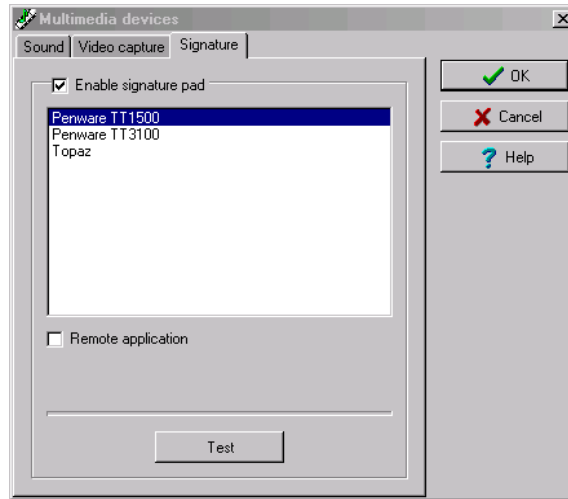 Multimedia devices
Sound Video capture Signature
Enable signature pad
Penware TT1500
Penware TT3100
Topaz
Remote application
Test
OK
Cancel
Help